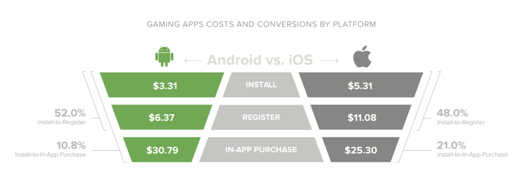 GAMING APPS COSTS AND CONVERSIONS BY PLATFORM
Android vs. iOS
$3.31 INSTALL $5.31
52.0% $6.37 REGISTER $11.08 48.0%
Install-to-Register Install-to-Register
10.8% $30.79 IN-APP PURCHASE $25.30 21.0%
Install-to-In-App-Purchase Install-to-In-App-Purchase